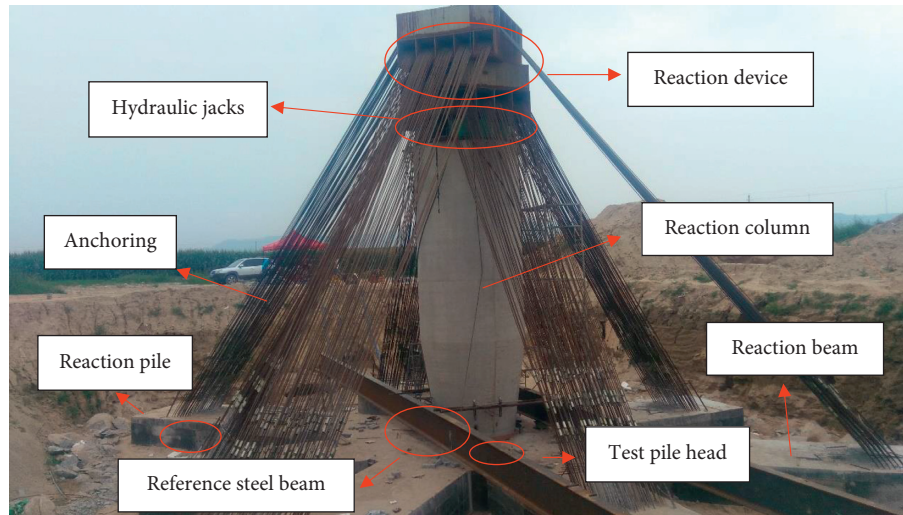 Reaction device
Hydraulic jacks
Anchoring
Reaction column
Reaction pile
Reaction beam
Reference steel beam
Test pile head